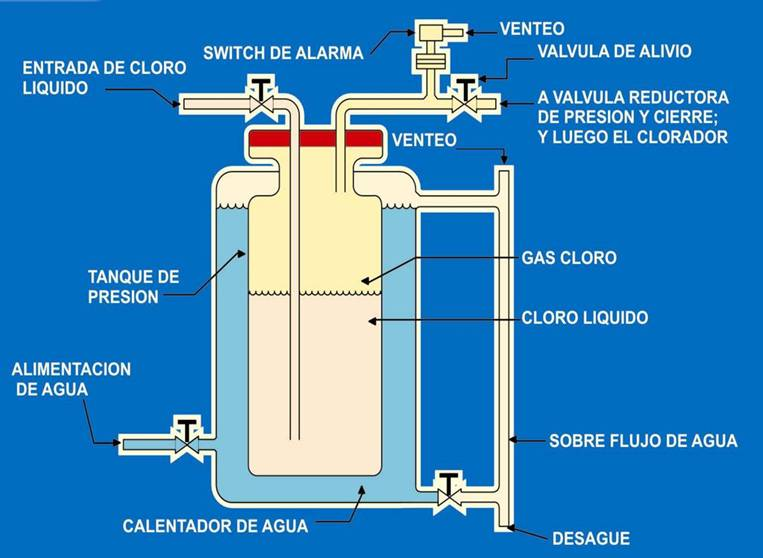 VENTEO
SWITCH DE ALARMA
VALVULA DE ALIVIO
ENTRADA DE CLORO
LIQUIDO
A VALVULA REDUCTORA
DE PRESION Y CIERRE;
Y LUEGO EL CLORADOR
VENTEO
GAS CLORO
TANQUE DE
PRESION
CLORO LIQUIDO
ALIMENTACION
DE AGUA
SOBRE FLUJO DE AGUA
CALENTADOR DE AGUA
DESAGUE